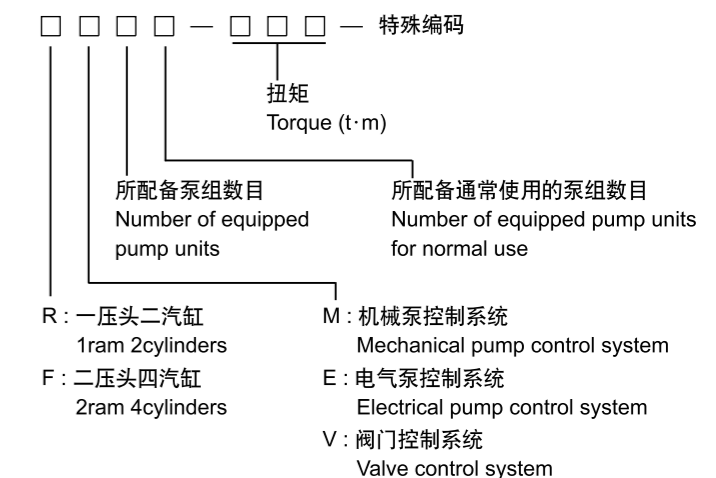 □ □ □ □ — □ □ □ — 特殊编码
扭矩
Torque (t·m)
所配备泵组数目
Number of equipped
pump units
所配备通常使用的泵组数目
Number of equipped pump units
for normal use
R : 一压头二汽缸
1ram 2cylinders
F : 二压头四汽缸
2ram 4cylinders
M : 机械泵控制系统
Mechanical pump control system
E : 电气泵控制系统
Electrical pump control system
V : 阀门控制系统
Valve control system